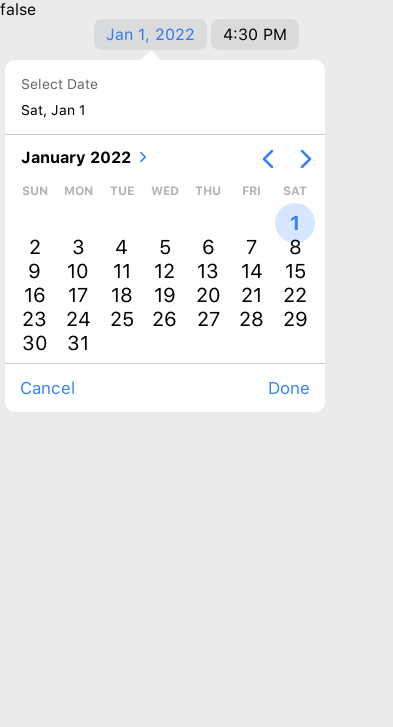 false
Jan 1, 2022 4:30 PM
Select Date
Sat, Jan 1
January 2022
SUN MON TUE WED THU FRI SAT
1
2 3 4 5 6 7 8
9 10 11 12 13 14 15
16 17 18 19 20 21 22
23 24 25 26 27 28 29
30 31
Cancel Done